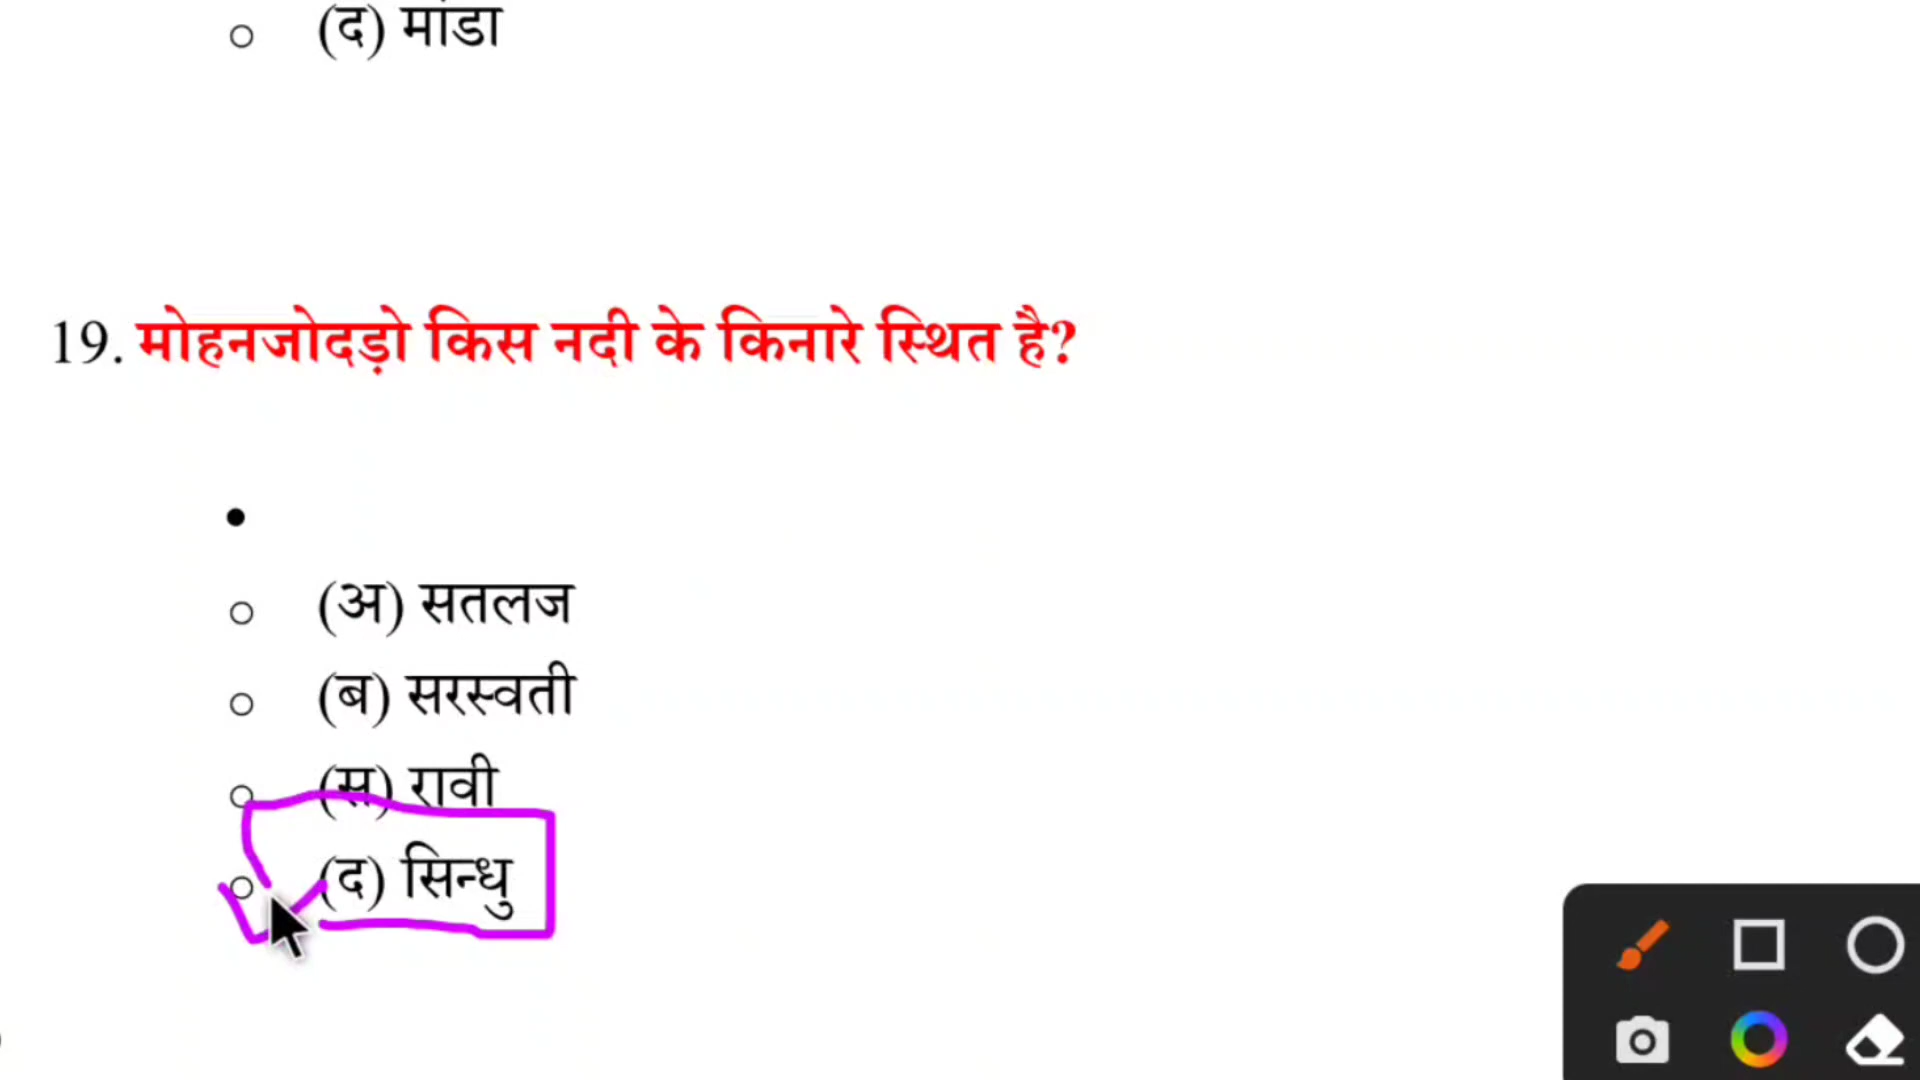 (द) मांडा
19. मोहनजोदड़ो किस नदी के किनारे स्थित है?
(अ) सतलज
(ब) सरस्वती
(स) रावी
(द) सिन्धु